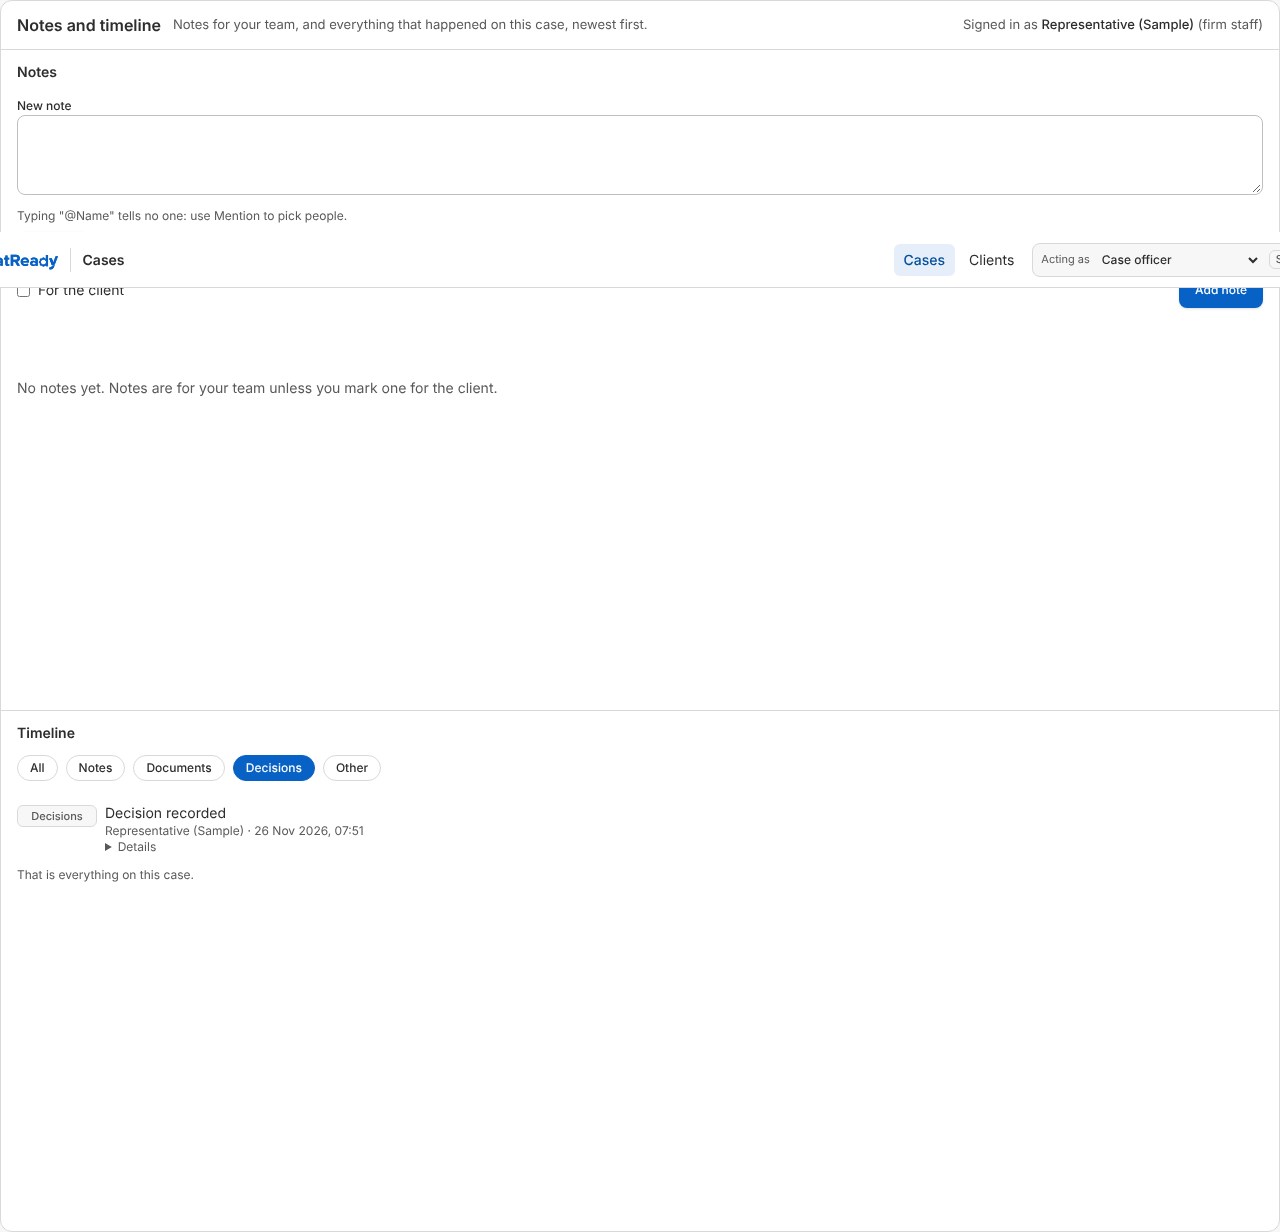 Notes and timeline Notes for your team, and everything that happened on this case, newest first. Signed in as Representative (Sample) (firm staff)
Notes
New note
Typing "@Name" tells no one: use Mention to pick people.
atReady Cases Cases Clients Acting as Case officer
For the client Add note
No notes yet. Notes are for your team unless you mark one for the client.
Timeline
All Notes Documents Decisions Other
Decisions Decision recorded
Representative (Sample) · 26 Nov 2026, 07:51
Details
That is everything on this case.